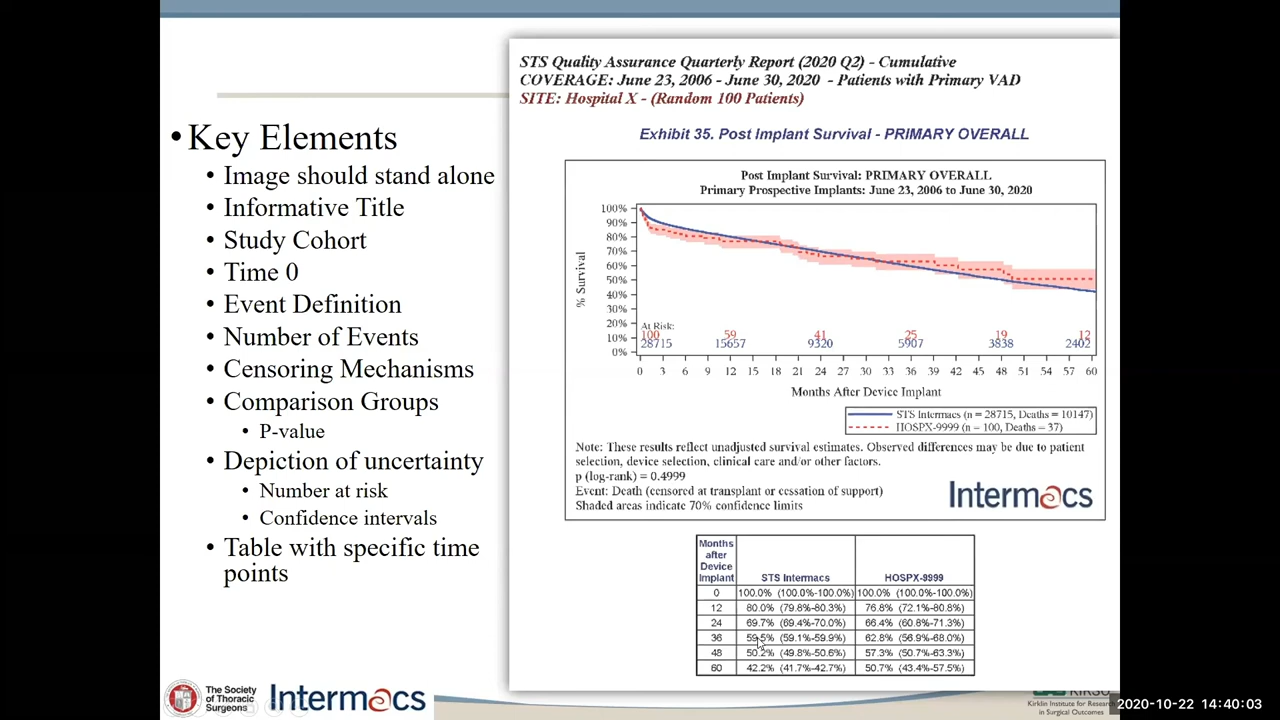 • Key Elements
• Image should stand alone
• Informative Title
• Study Cohort
• Time 0
• Event Definition
• Number of Events
• Censoring Mechanisms
• Comparison Groups
• P-value
• Depiction of uncertainty
• Number at risk
• Confidence intervals
• Table with specific time
points
STS Quality Assurance Quarterly Report (2020 Q2) - Cumulative
COVERAGE: June 23, 2006 - June 30, 2020 - Patients with Primary VAD
SITE: Hospital X - (Random 100 Patients)
Exhibit 35. Post Implant Survival - PRIMARY OVERALL
Post Implant Survival: PRIMARY OVERALL
Primary Prospective Implants: June 23, 2006 to June 30, 2020
% Survival
100%
90%
80%
70%
60%
50%
40%
30%
20%
10%
0%
At Risk:
100 59 41 25 19 12
28715 15657 9320 5907 3838 2402
0 3 6 9 12 15 18 21 24 27 30 33 36 39 42 45 48 51 54 57 60
Months After Device Implant
STS Intermacs (n = 28715, Deaths = 10147)
HOSPX-9999 (n = 100, Deaths = 37)
Note: These results reflect unadjusted survival estimates. Observed differences may be due to patient
selection, device selection, clinical care and/or other factors.
p (log-rank) = 0.4999
Event: Death (censored at transplant or cessation of support)
Shaded areas indicate 70% confidence limits
Intermacs
Months
after
Device
Implant STS Intermacs HOSPX-9999
0 100.0% (100.0%-100.0%) 100.0% (100.0%-100.0%)
12 80.0% (79.8%-80.3%) 76.8% (72.1%-80.8%)
24 69.7% (69.4%-70.0%) 66.4% (60.8%-71.3%)
36 59.5% (59.1%-59.9%) 62.8% (56.9%-68.0%)
48 50.2% (49.8%-50.6%) 57.3% (50.7%-63.3%)
60 42.2% (41.7%-42.7%) 50.7% (43.4%-57.5%)
The Society
of Thoracic
Surgeons
Intermacs
KIRSO
Kirklin Institute for Research
in Surgical Outcomes
2020-10-22 14:40:03